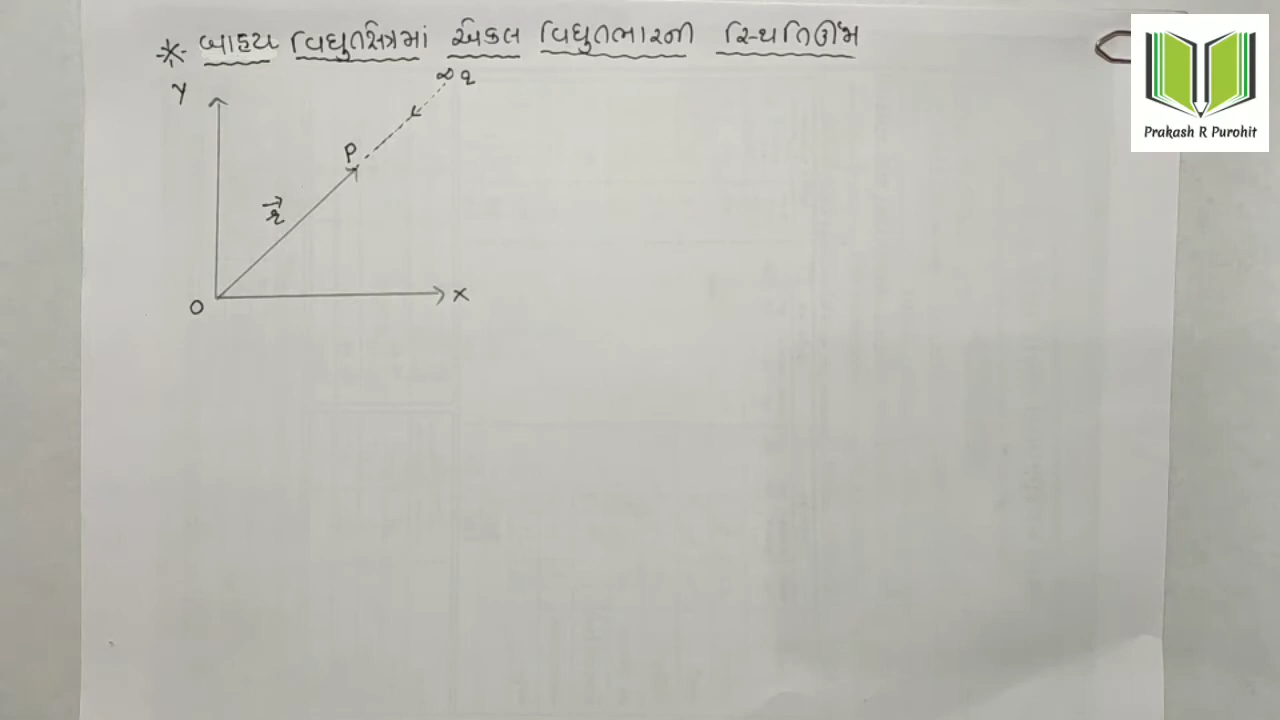 * બાહ્ય વિદ્યુતક્ષેત્રમાં એકલ વિદ્યુતભારની સ્થિતિઊર્જા
Y
∞ q
P
r⃗
O
X
Prakash R Purohit